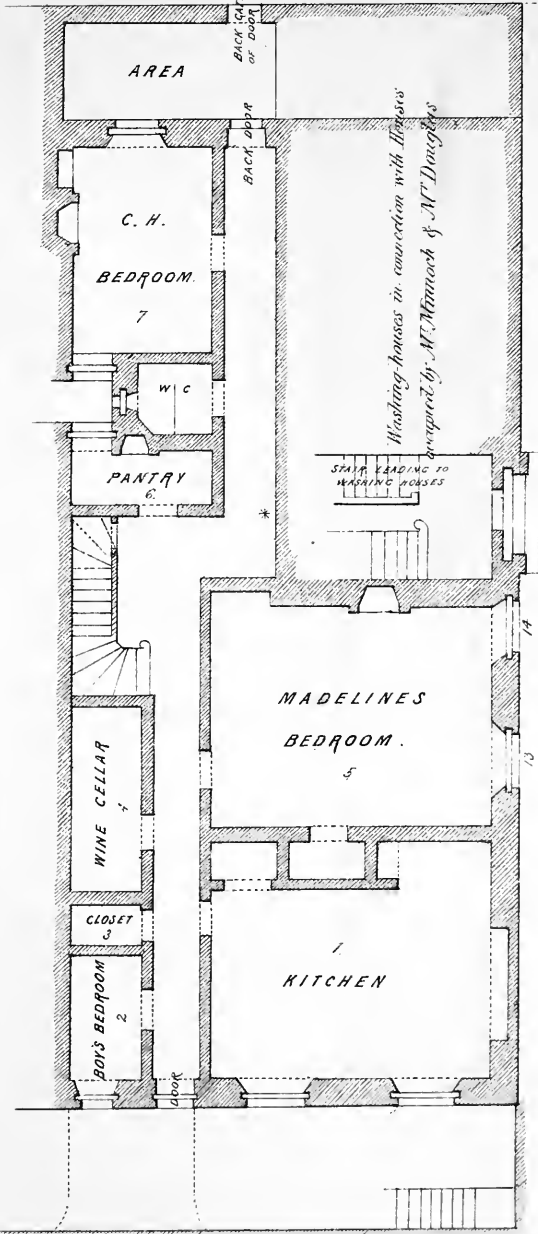 AREA
BACK GATE
OF DOOR
BACK DOOR
Washing-houses in connection with Houses
occupied by Mr Minnoch & Mr Douglas
C. H.
BEDROOM.
7
W C
PANTRY
6.
*
STAIR LEADING TO
WASHING HOUSES
MADELINES
BEDROOM.
5
14
13
WINE CELLAR
4
CLOSET
3
BOY'S BEDROOM
2
1.
KITCHEN
DOOR